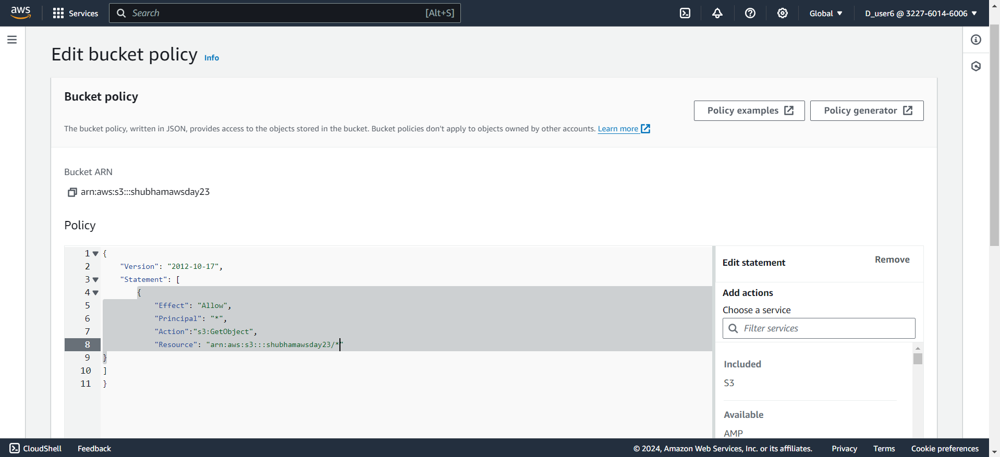 aws Services Search [Alt+S] Global D_user6 @ 3227-6014-6006
Edit bucket policy Info
Bucket policy
Policy examples Policy generator
The bucket policy, written in JSON, provides access to the objects stored in the bucket. Bucket policies don't apply to objects owned by other accounts. Learn more
Bucket ARN
arn:aws:s3:::shubhamawsday23
Policy
1 {
2 "Version": "2012-10-17",
3 "Statement": [
4 {
5 "Effect": "Allow",
6 "Principal": "*",
7 "Action":"s3:GetObject",
8 "Resource": "arn:aws:s3:::shubhamawsday23/*"
9 }
10 ]
11 }
Edit statement Remove
Add actions
Choose a service
Filter services
Included
S3
Available
AMP
CloudShell Feedback © 2024, Amazon Web Services, Inc. or its affiliates. Privacy Terms Cookie preferences